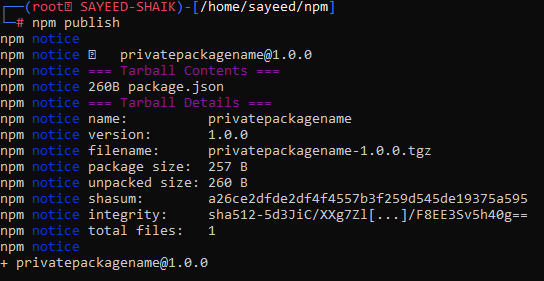 ┌──(root㉿ SAYEED-SHAIK)-[/home/sayeed/npm]
└─# npm publish
npm notice
npm notice 📦  privatepackagename@1.0.0
npm notice === Tarball Contents ===
npm notice 260B package.json
npm notice === Tarball Details ===
npm notice name:          privatepackagename
npm notice version:       1.0.0
npm notice filename:      privatepackagename-1.0.0.tgz
npm notice package size:  257 B
npm notice unpacked size: 260 B
npm notice shasum:        a26ce2dfde2df4f4557b3f259d545de19375a595
npm notice integrity:     sha512-5d3JiC/XXg7Zl[...]/F8EE3Sv5h40g==
npm notice total files:   1
npm notice
+ privatepackagename@1.0.0